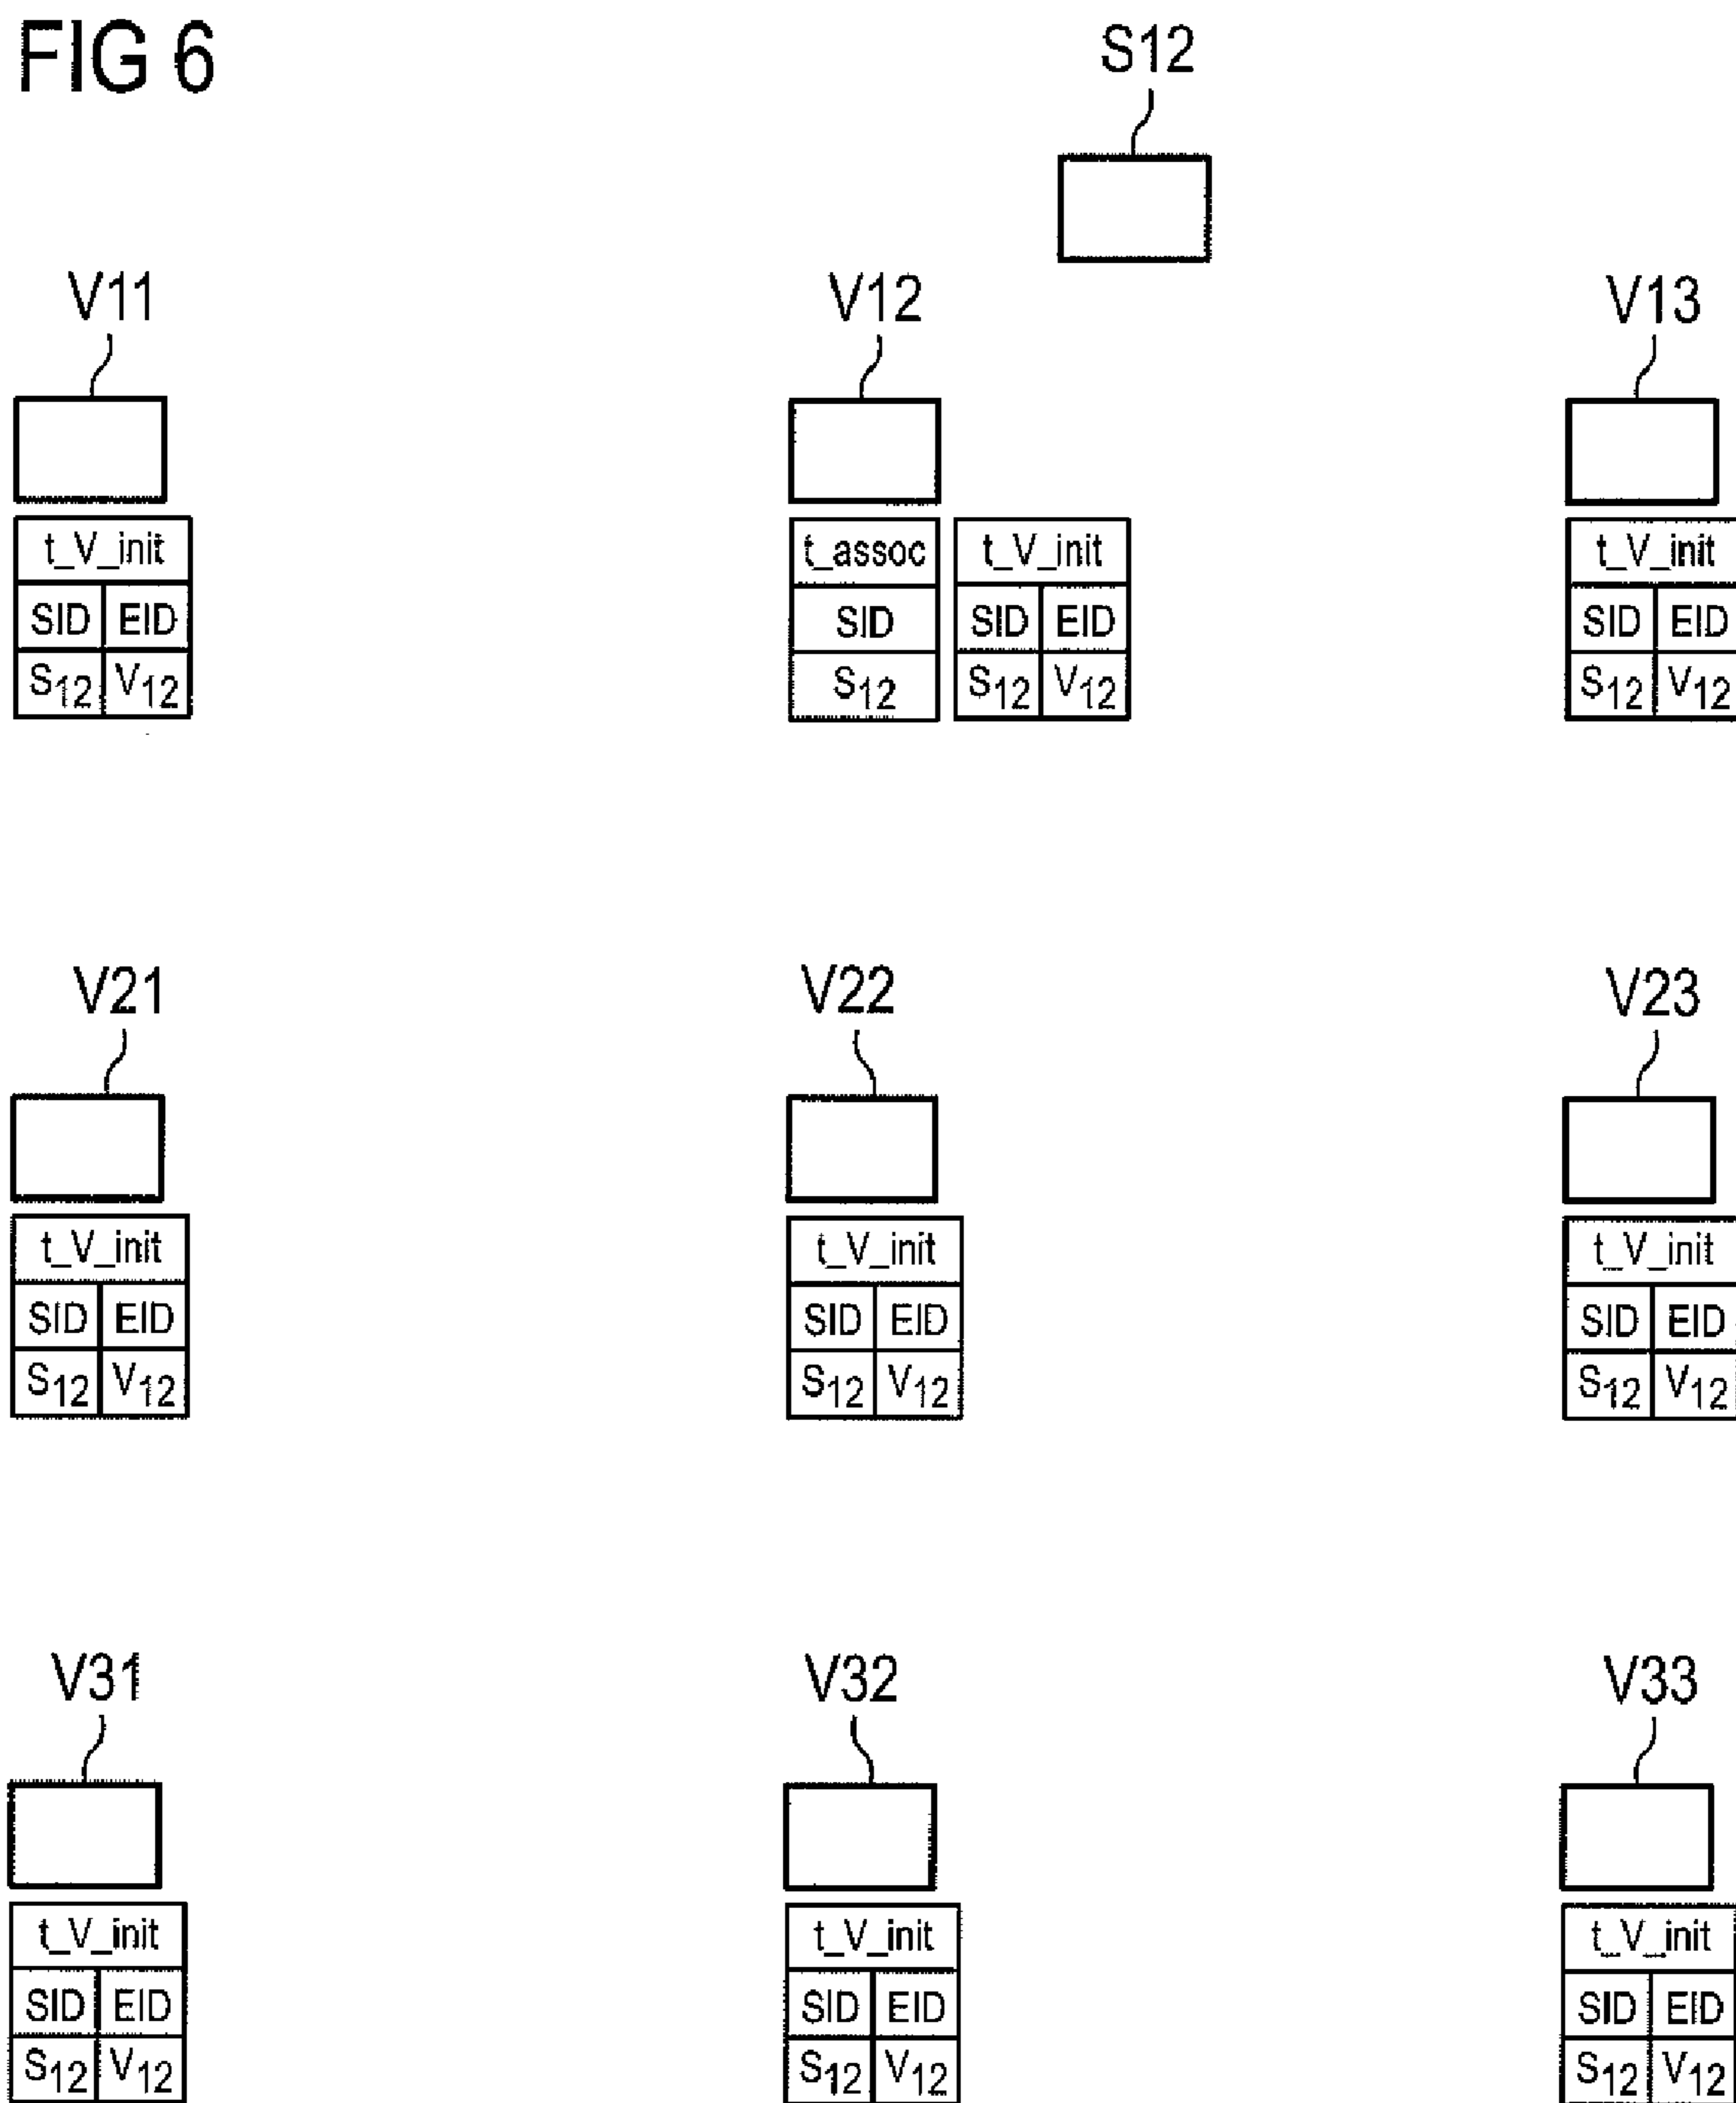 FIG 6
S12
V11 V12 V13
t_V_init t_assoc t_V_init t_V_init
SID EID SID SID EID SID EID
S12 V12 S12 S12 V12 S12 V12
V21 V22 V23
t_V_init t_V_init t_V_init
SID EID SID EID SID EID
S12 V12 S12 V12 S12 V12
V31 V32 V33
t_V_init t_V_init t_V_init
SID EID SID EID SID EID
S12 V12 S12 V12 S12 V12